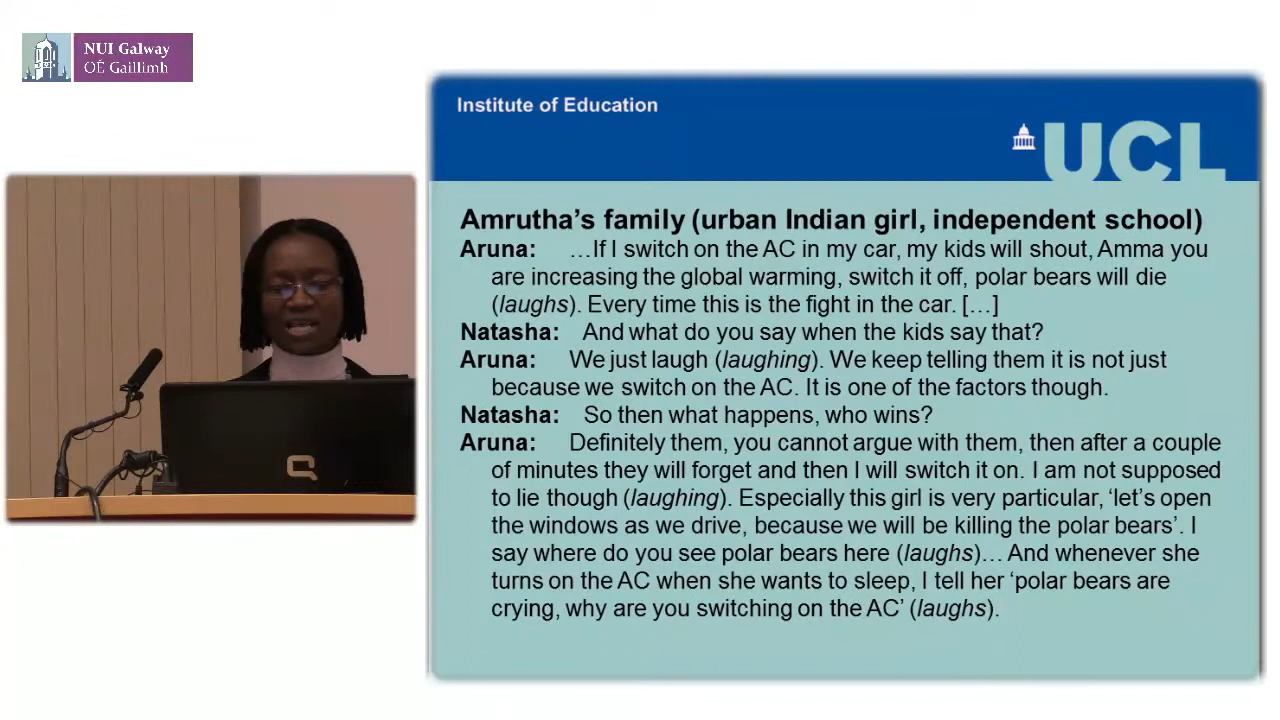 NUI Galway
OÉ Gaillimh
Institute of Education
UCL
Amrutha’s family (urban Indian girl, independent school)
Aruna: …If I switch on the AC in my car, my kids will shout, Amma you
are increasing the global warming, switch it off, polar bears will die
(laughs). Every time this is the fight in the car. […]
Natasha: And what do you say when the kids say that?
Aruna: We just laugh (laughing). We keep telling them it is not just
because we switch on the AC. It is one of the factors though.
Natasha: So then what happens, who wins?
Aruna: Definitely them, you cannot argue with them, then after a couple
of minutes they will forget and then I will switch it on. I am not supposed
to lie though (laughing). Especially this girl is very particular, ‘let’s open
the windows as we drive, because we will be killing the polar bears’. I
say where do you see polar bears here (laughs)… And whenever she
turns on the AC when she wants to sleep, I tell her ‘polar bears are
crying, why are you switching on the AC’ (laughs).